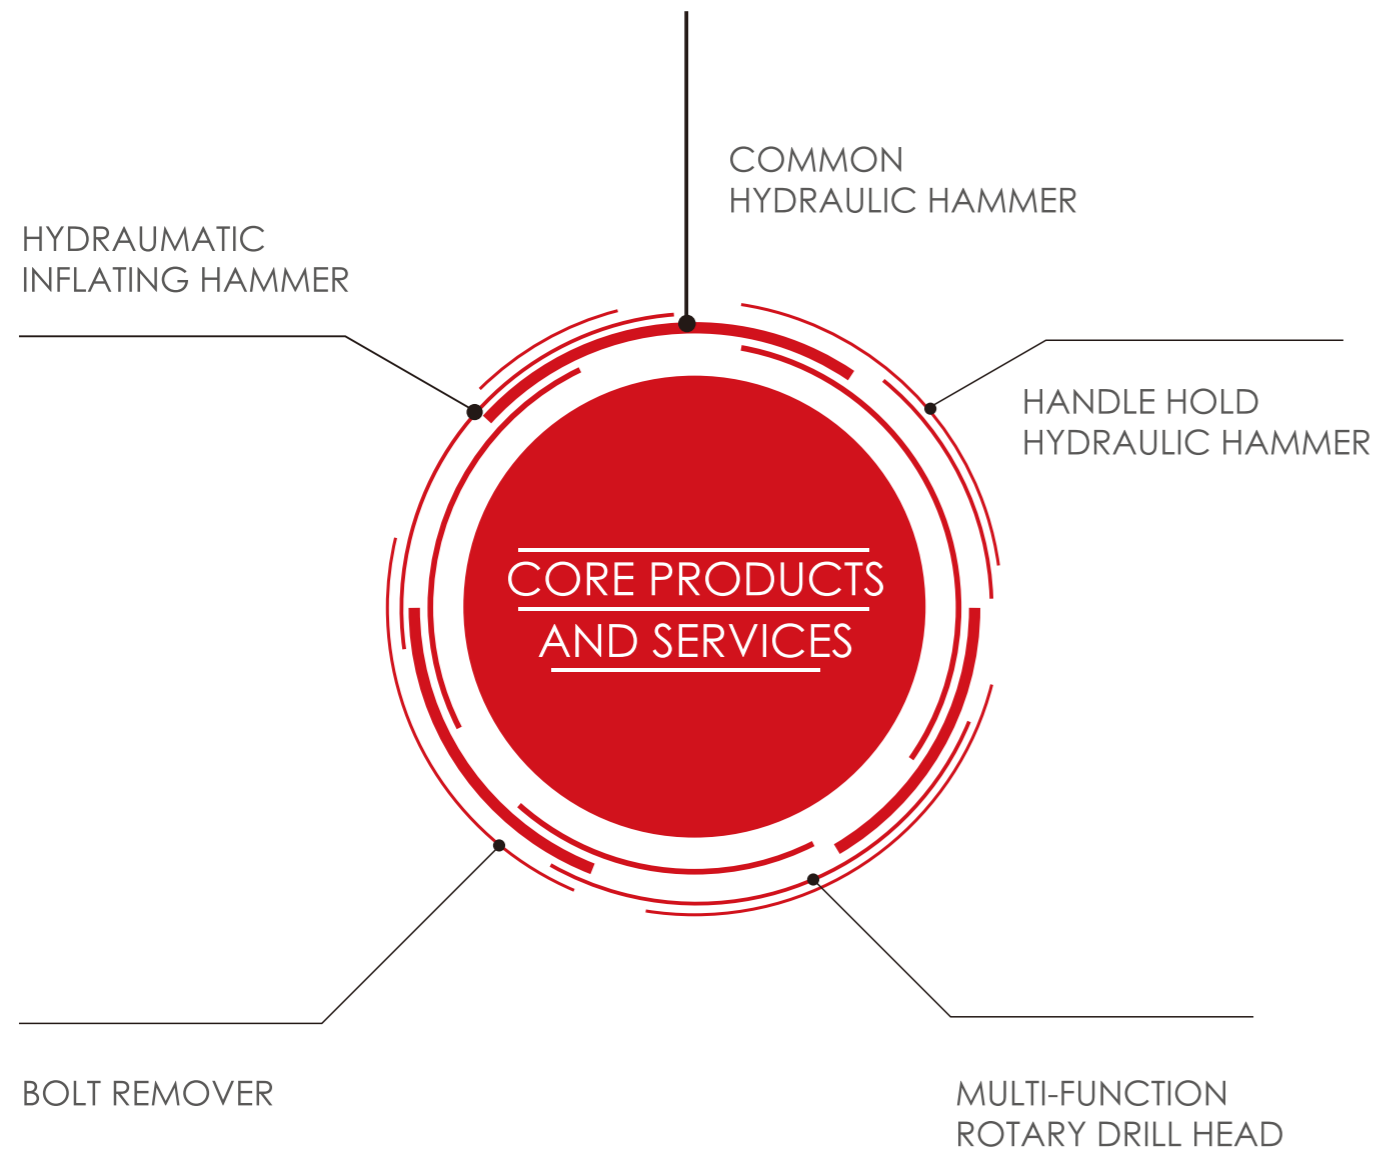 COMMON
HYDRAULIC HAMMER
HYDRAUMATIC
INFLATING HAMMER
HANDLE HOLD
HYDRAULIC HAMMER
CORE PRODUCTS
AND SERVICES
BOLT REMOVER
MULTI-FUNCTION
ROTARY DRILL HEAD